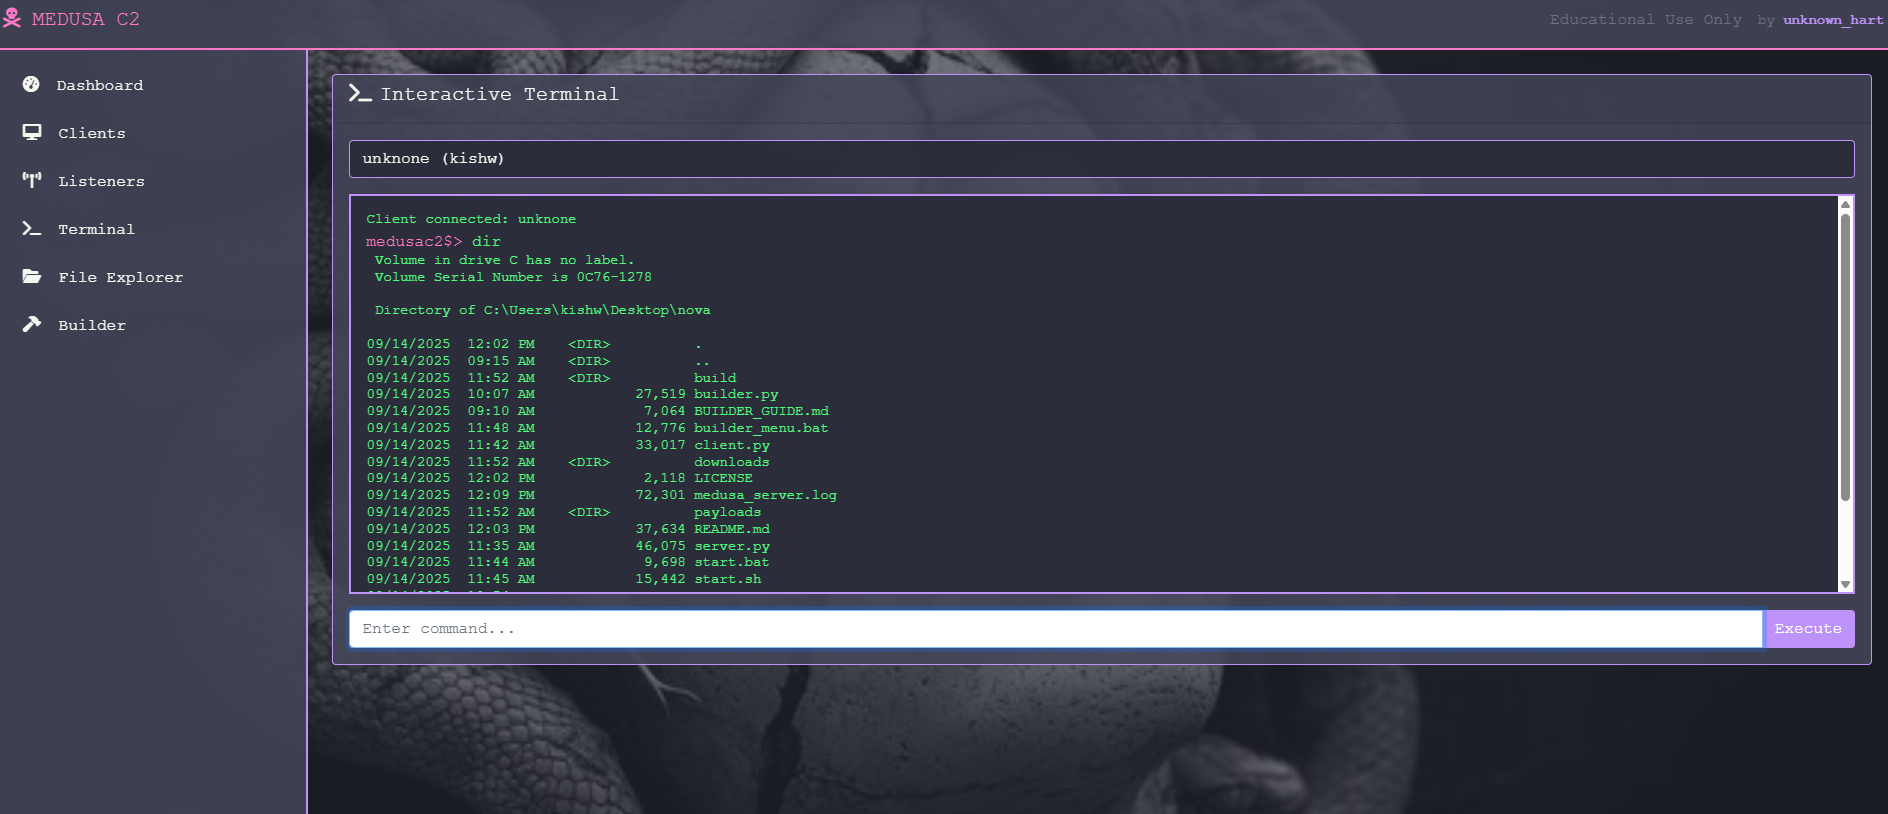 MEDUSA C2
Educational Use Only by unknown_hart
Dashboard
Clients
Listeners
Terminal
File Explorer
Builder
Interactive Terminal
unknone (kishw)
Client connected: unknone
medusac2$> dir
Volume in drive C has no label.
Volume Serial Number is 0C76-1278
Directory of C:\Users\kishw\Desktop\nova
09/14/2025  12:02 PM    <DIR>          .
09/14/2025  09:15 AM    <DIR>          ..
09/14/2025  11:52 AM    <DIR>          build
09/14/2025  10:07 AM            27,519 builder.py
09/14/2025  09:10 AM             7,064 BUILDER_GUIDE.md
09/14/2025  11:48 AM            12,776 builder_menu.bat
09/14/2025  11:42 AM            33,017 client.py
09/14/2025  11:52 AM    <DIR>          downloads
09/14/2025  12:02 PM             2,118 LICENSE
09/14/2025  12:09 PM            72,301 medusa_server.log
09/14/2025  11:52 AM    <DIR>          payloads
09/14/2025  12:03 PM            37,634 README.md
09/14/2025  11:35 AM            46,075 server.py
09/14/2025  11:44 AM             9,698 start.bat
09/14/2025  11:45 AM            15,442 start.sh
Enter command...
Execute